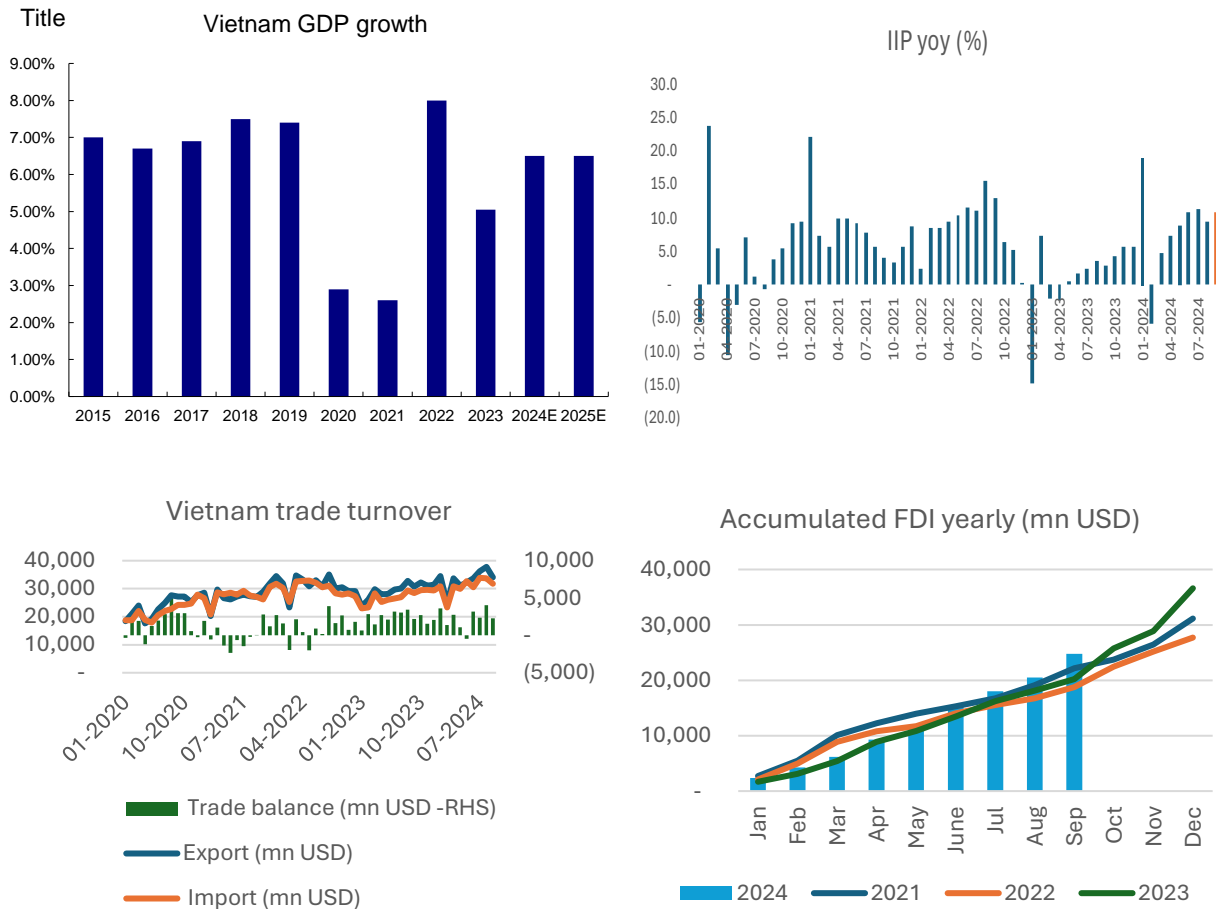 Title
Vietnam GDP growth
9.00%
8.00%
7.00%
6.00%
5.00%
4.00%
3.00%
2.00%
1.00%
0.00%
2015 2016 2017 2018 2019 2020 2021 2022 2023 2024E 2025E
IIP yoy (%)
30.0
25.0
20.0
15.0
10.0
5.0
-
(5.0)
(10.0)
(15.0)
(20.0)
01-2020
04-2020
07-2020
10-2020
01-2021
04-2021
07-2021
10-2021
01-2022
04-2022
07-2022
10-2022
01-2023
04-2023
07-2023
10-2023
01-2024
04-2024
07-2024
Vietnam trade turnover
40,000
30,000
20,000
10,000
-
10,000
5,000
-
(5,000)
01-2020
10-2020
07-2021
04-2022
01-2023
10-2023
07-2024
Trade balance (mn USD -RHS)
Export (mn USD)
Import (mn USD)
Accumulated FDI yearly (mn USD)
40,000
30,000
20,000
10,000
-
Jan
Feb
Mar
Apr
May
June
Jul
Aug
Sep
Oct
Nov
Dec
2024 2021 2022 2023